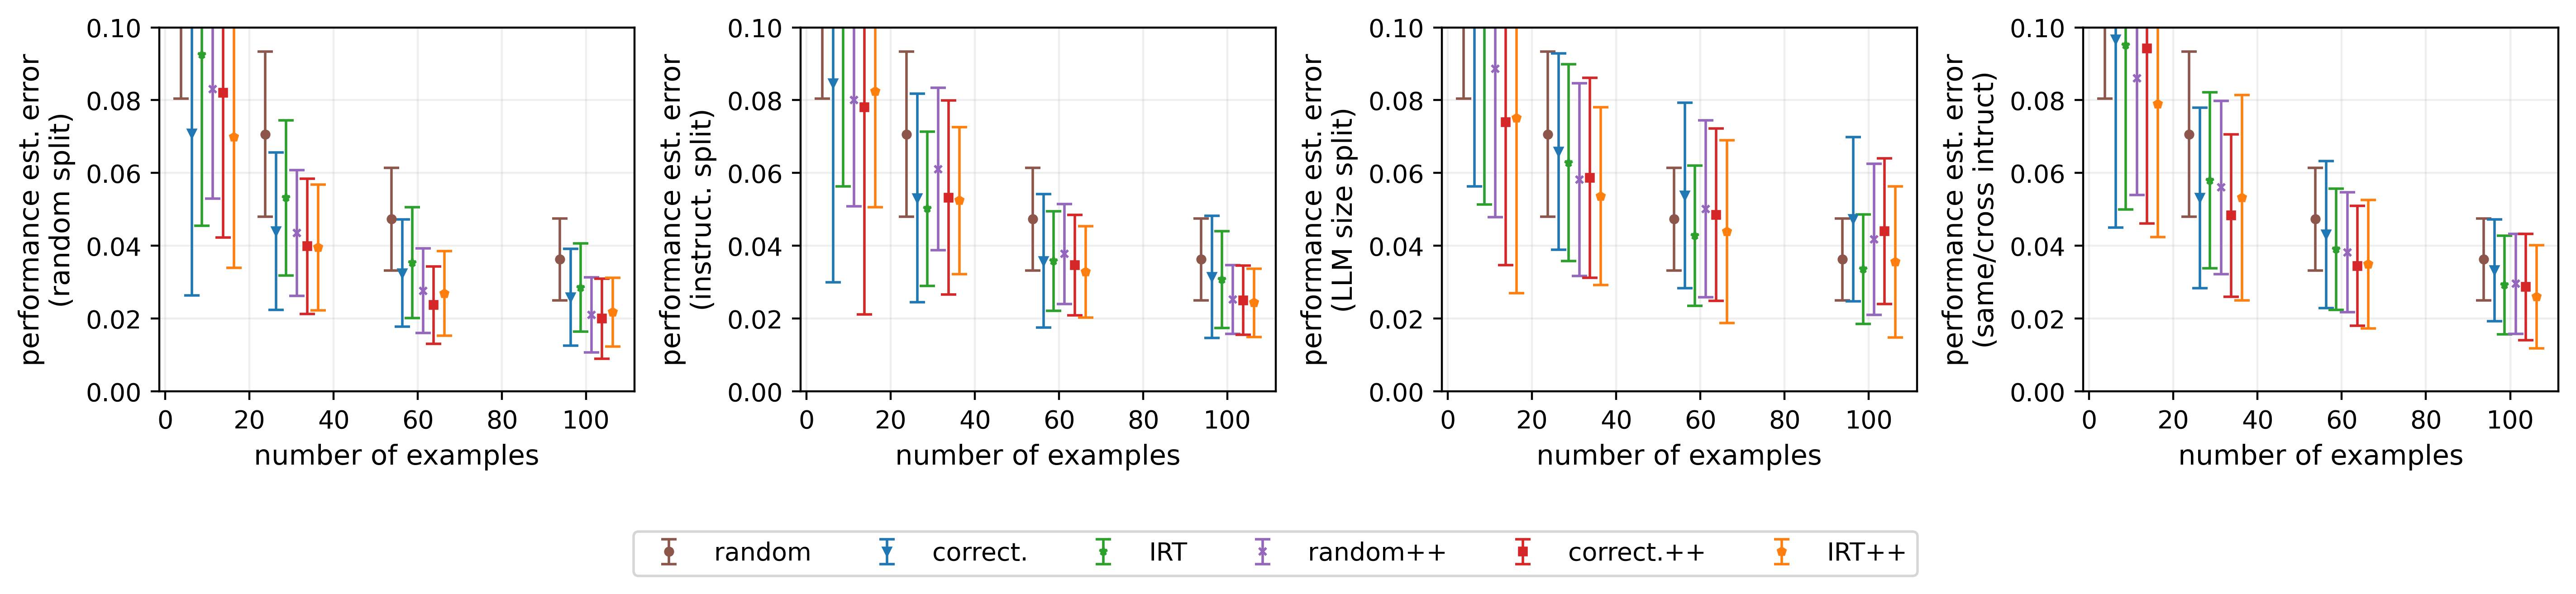 performance est. error
(random split)
0.10
0.08
0.06
0.04
0.02
0.00
0 20 40 60 80 100
number of examples
performance est. error
(instruct. split)
0.10
0.08
0.06
0.04
0.02
0.00
0 20 40 60 80 100
number of examples
performance est. error
(LLM size split)
0.10
0.08
0.06
0.04
0.02
0.00
0 20 40 60 80 100
number of examples
performance est. error
(same/cross intruct)
0.10
0.08
0.06
0.04
0.02
0.00
0 20 40 60 80 100
number of examples
random correct. IRT random++ correct.++ IRT++